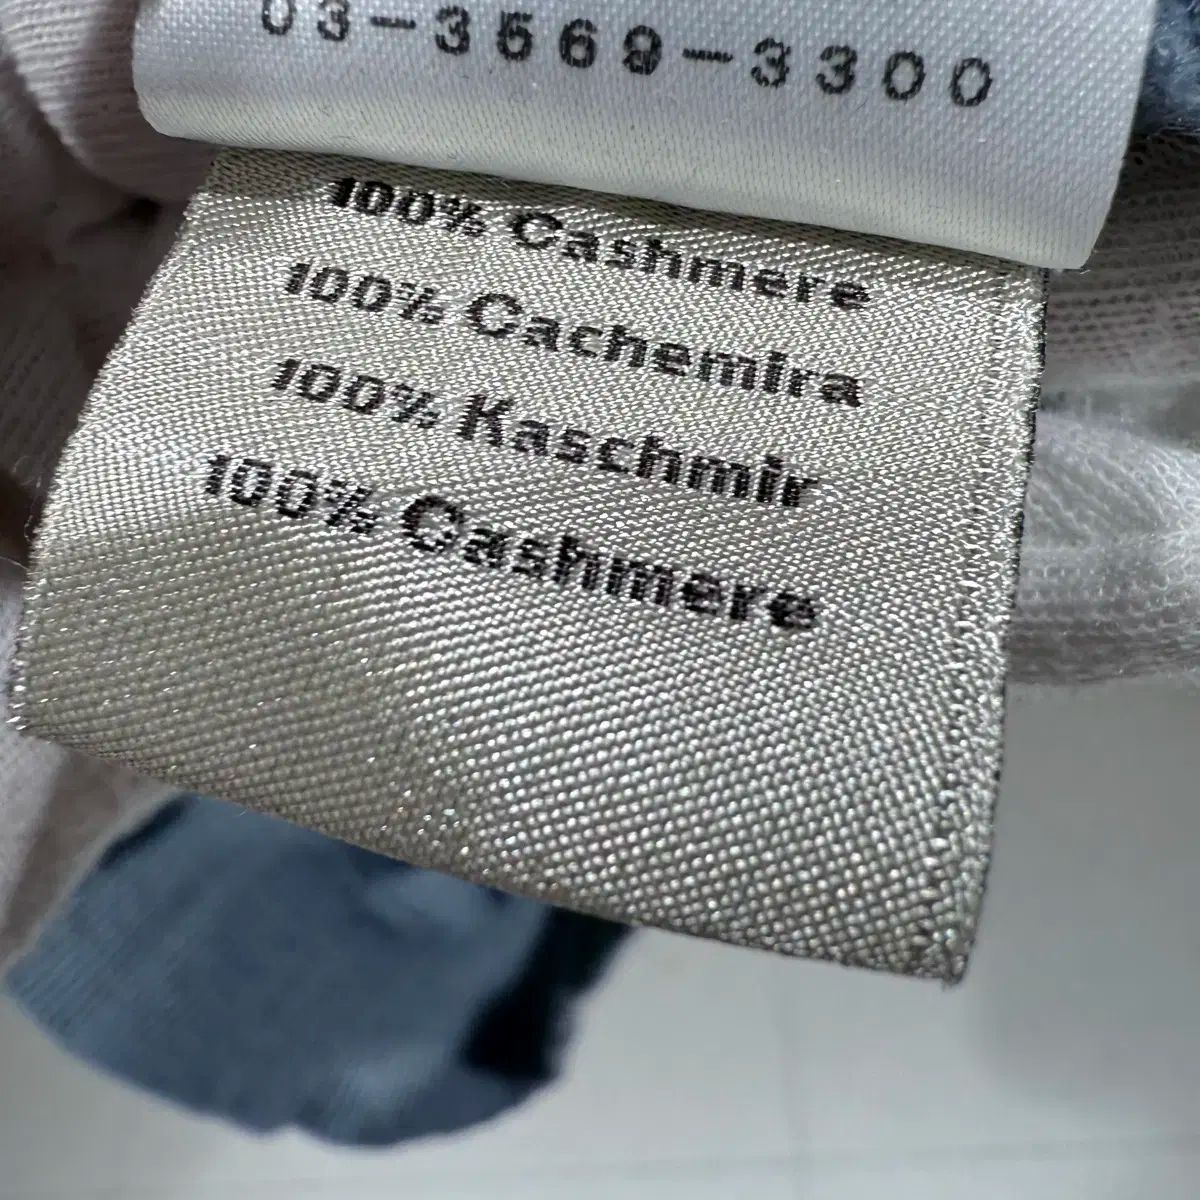 03-3569-3300
100% Cashmere
100% Cachemira
100% Kaschmir
100% Cashmere